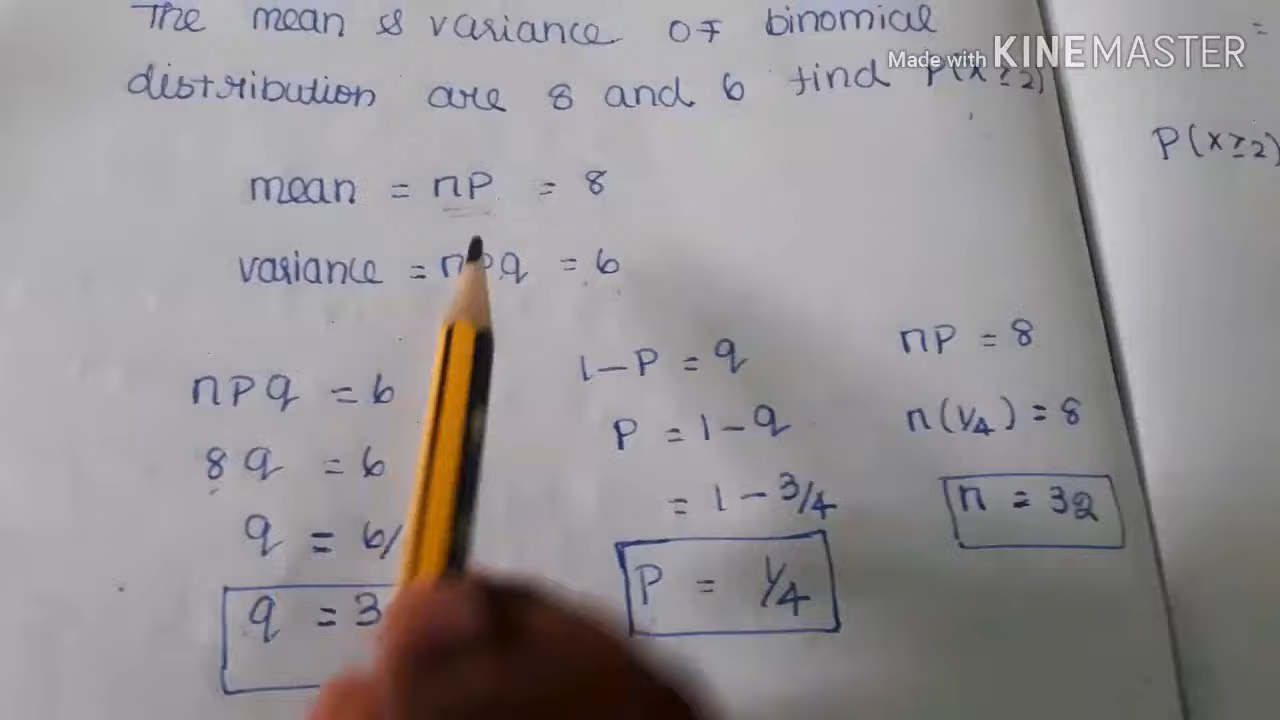 The mean & variance of binomial
Made with KINEMASTER
distribution are 8 and 6 find P(x≥2)
P(x≥2)
mean = np = 8
variance = npq = 6
npq = 6
8q = 6
q = 6/
q = 3
1-P = q
P = 1-q
= 1 - 3/4
P = 1/4
np = 8
n(1/4) = 8
n = 32